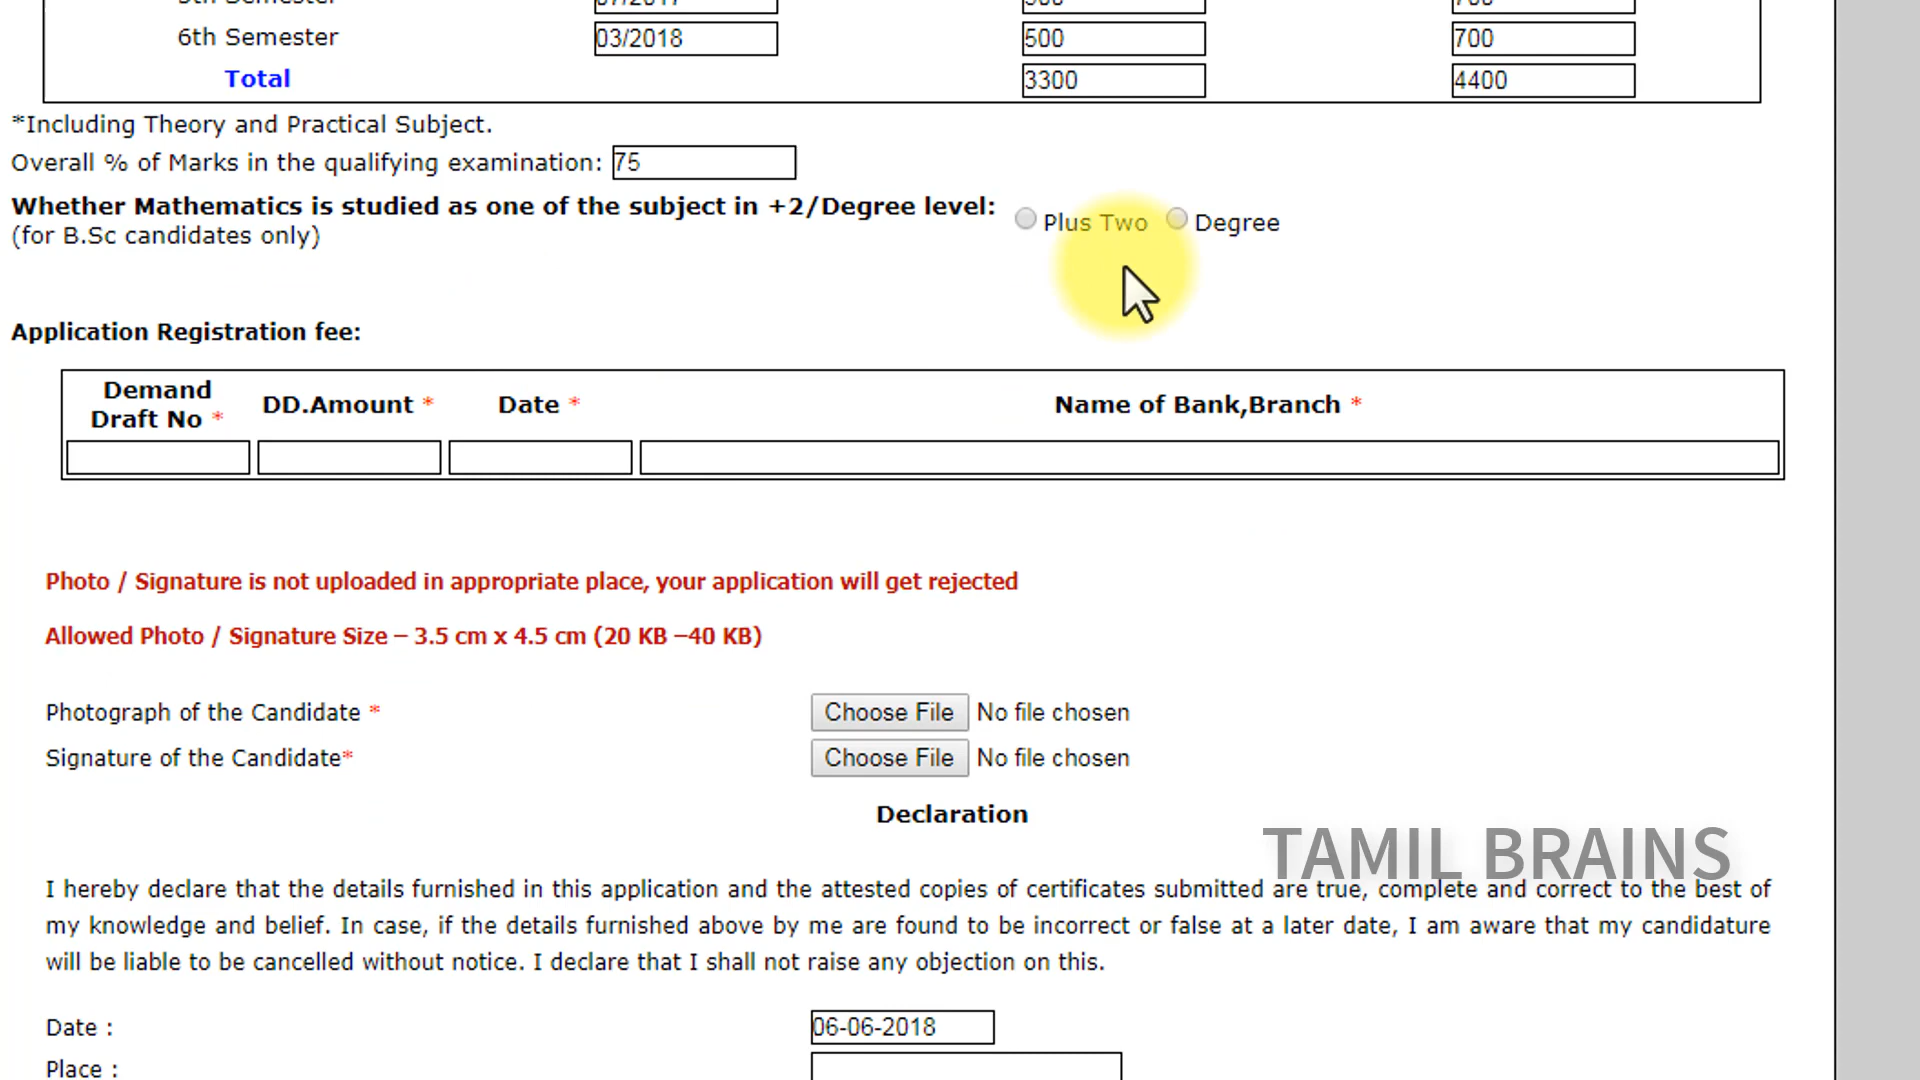 6th Semester 03/2018 500 700
Total 3300 4400
*Including Theory and Practical Subject.
Overall % of Marks in the qualifying examination: 75
Whether Mathematics is studied as one of the subject in +2/Degree level: Plus Two Degree
(for B.Sc candidates only)
Application Registration fee:
Demand Draft No * DD.Amount * Date * Name of Bank,Branch *
Photo / Signature is not uploaded in appropriate place, your application will get rejected
Allowed Photo / Signature Size – 3.5 cm x 4.5 cm (20 KB –40 KB)
Photograph of the Candidate * Choose File No file chosen
Signature of the Candidate* Choose File No file chosen
Declaration
TAMIL BRAINS
I hereby declare that the details furnished in this application and the attested copies of certificates submitted are true, complete and correct to the best of
my knowledge and belief. In case, if the details furnished above by me are found to be incorrect or false at a later date, I am aware that my candidature
will be liable to be cancelled without notice. I declare that I shall not raise any objection on this.
Date : 06-06-2018
Place :